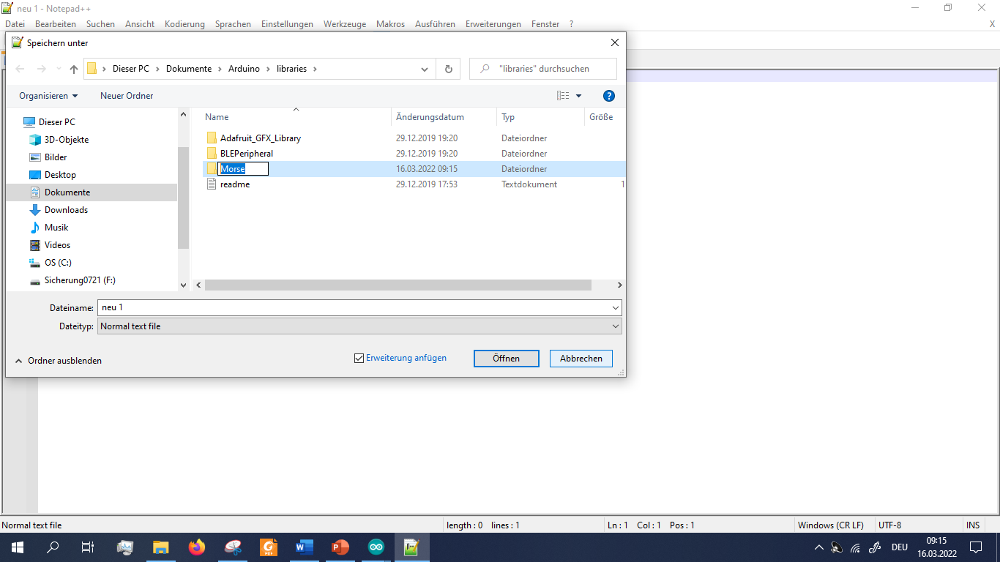 neu 1 - Notepad++
Datei Bearbeiten Suchen Ansicht Kodierung Sprachen Einstellungen Werkzeuge Makros Ausführen Erweiterungen Fenster ? X
Speichern unter
Dieser PC > Dokumente > Arduino > libraries >
"libraries" durchsuchen
Organisieren Neuer Ordner ?
Name Änderungsdatum Typ Größe
Adafruit_GFX_Library 29.12.2019 19:20 Dateiordner
BLEPeripheral 29.12.2019 19:20 Dateiordner
Morse 16.03.2022 09:15 Dateiordner
readme 29.12.2019 17:53 Textdokument 1
Dieser PC
3D-Objekte
Bilder
Desktop
Dokumente
Downloads
Musik
Videos
OS (C:)
Sicherung0721 (F:)
Dateiname: neu 1
Dateityp: Normal text file
Ordner ausblenden
Erweiterung anfügen
Öffnen Abbrechen
Normal text file length : 0 lines : 1 Ln : 1 Col : 1 Pos : 1 Windows (CR LF) UTF-8 INS
PDF
DEU
09:15
16.03.2022